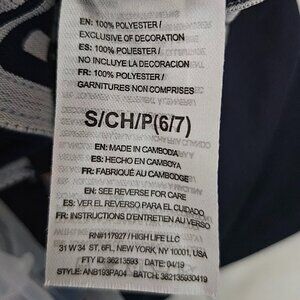 EN: 100% POLYESTER /
EXCLUSIVE OF DECORATION
ES: 100% POLIESTER /
NO INCLUYE LA DECORACION
FR: 100% POLYESTER /
GARNITURES NON COMPRISES
S/CH/P(6/7)
EN: MADE IN CAMBODIA
ES: HECHO EN CAMBOYA
FR: FABRIQUÉ AU CAMBODGE
EN: SEE REVERSE FOR CARE
ES: VER EL REVERSO PARA EL CUIDADO
FR: INSTRUCTIONS D'ENTRETIEN AU VERSO
RN#117927 / HIGH LIFE LLC
31 W 34 ST, 6FL, NEW YORK, NY 10001, USA
FTY ID: 36213593 DATE: 04/19
STYLE: ANB193PA04 BATCH: 362135930419